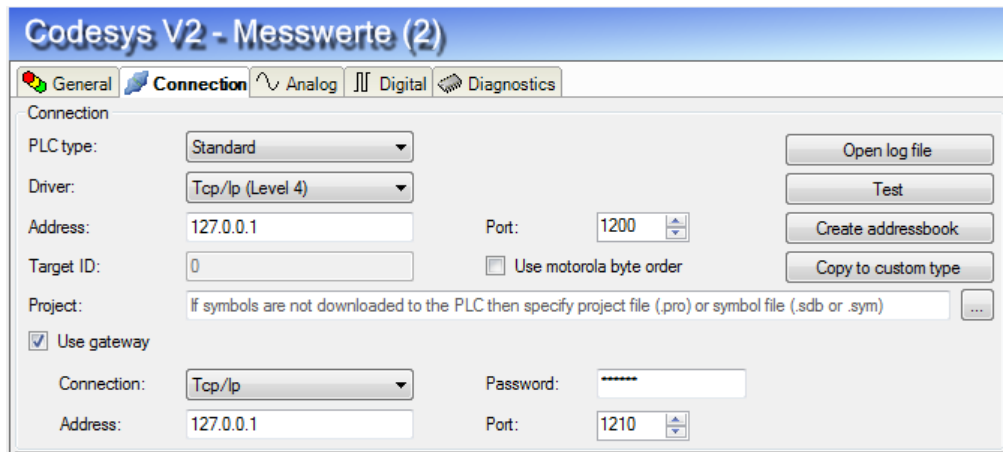 Codesys V2 - Messwerte (2)
General Connection Analog Digital Diagnostics
Connection
PLC type: Standard Open log file
Driver: Tcp/Ip (Level 4) Test
Address: 127.0.0.1 Port: 1200 Create addressbook
Target ID: 0 Use motorola byte order Copy to custom type
Project: If symbols are not downloaded to the PLC then specify project file (.pro) or symbol file (.sdb or .sym) ...
Use gateway
Connection: Tcp/Ip Password: ******
Address: 127.0.0.1 Port: 1210